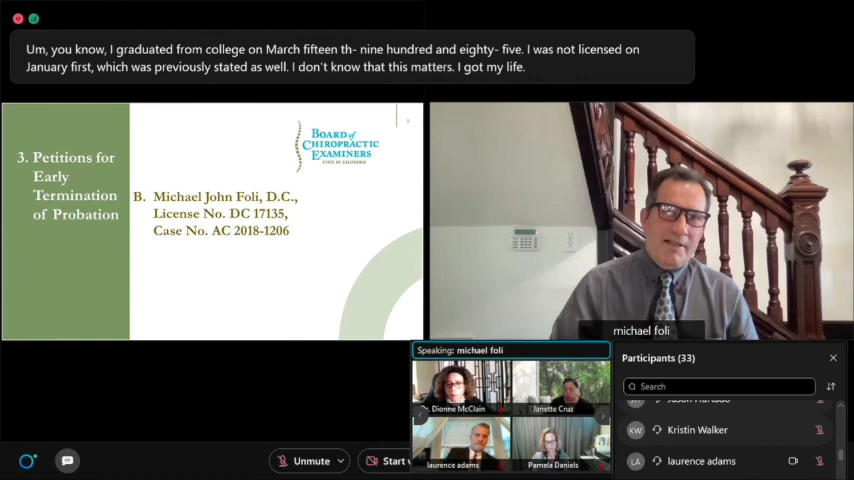 Um, you know, I graduated from college on March fifteen th- nine hundred and eighty- five. I was not licensed on
January first, which was previously stated as well. I don't know that this matters. I got my life.
3. Petitions for
Early
Termination
of Probation
BOARD of
CHIROPRACTIC
EXAMINERS
STATE OF CALIFORNIA
B. Michael John Foli, D.C.,
License No. DC 17135,
Case No. AC 2018-1206
michael foli
Speaking: michael foli
Dr. Dionne McClain
Janette Cruz
laurence adams
Pamela Daniels
Participants (33)
Search
KW Kristin Walker
LA laurence adams
Unmute
Start